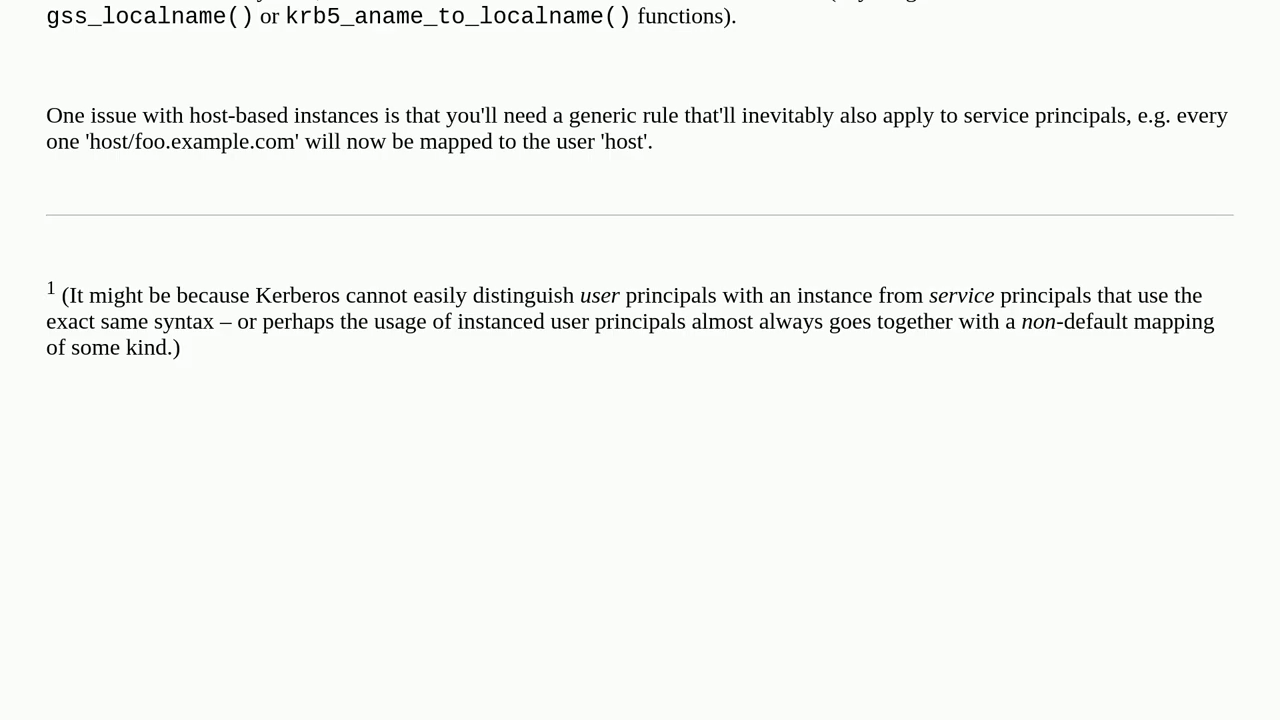 gss_localname() or krb5_aname_to_localname() functions).
One issue with host-based instances is that you'll need a generic rule that'll inevitably also apply to service principals, e.g. every
one 'host/foo.example.com' will now be mapped to the user 'host'.
1 (It might be because Kerberos cannot easily distinguish user principals with an instance from service principals that use the
exact same syntax – or perhaps the usage of instanced user principals almost always goes together with a non-default mapping
of some kind.)